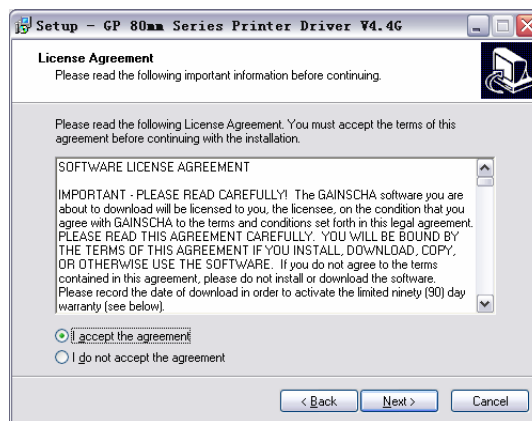 Setup - GP 80mm Series Printer Driver V4.4G
License Agreement
Please read the following important information before continuing.
Please read the following License Agreement. You must accept the terms of this
agreement before continuing with the installation.
SOFTWARE LICENSE AGREEMENT
IMPORTANT - PLEASE READ CAREFULLY!  The GAINSCHA software you are
about to download will be licensed to you, the licensee, on the condition that you
agree with GAINSCHA to the terms and conditions set forth in this legal agreement.
PLEASE READ THIS AGREEMENT CAREFULLY.  YOU WILL BE BOUND BY
THE TERMS OF THIS AGREEMENT IF YOU INSTALL, DOWNLOAD, COPY,
OR OTHERWISE USE THE SOFTWARE.  If you do not agree to the terms
contained in this agreement, please do not install or download the software.
Please record the date of download in order to activate the limited ninety (90) day
warranty (see below).
I accept the agreement
I do not accept the agreement
< Back
Next >
Cancel